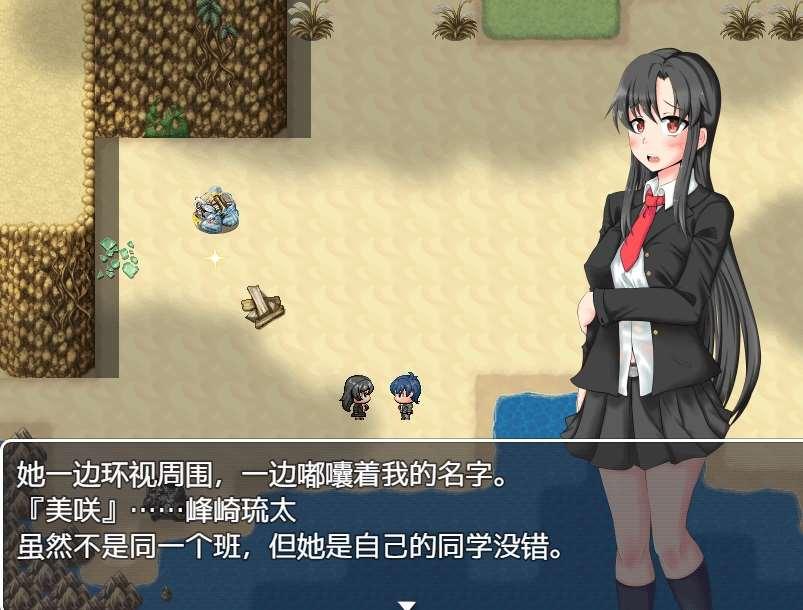 她一边环视周围，一边嘟囔着我的名字。
『美咲』……峰崎琉太
虽然不是同一个班，但她是自己的同学没错。